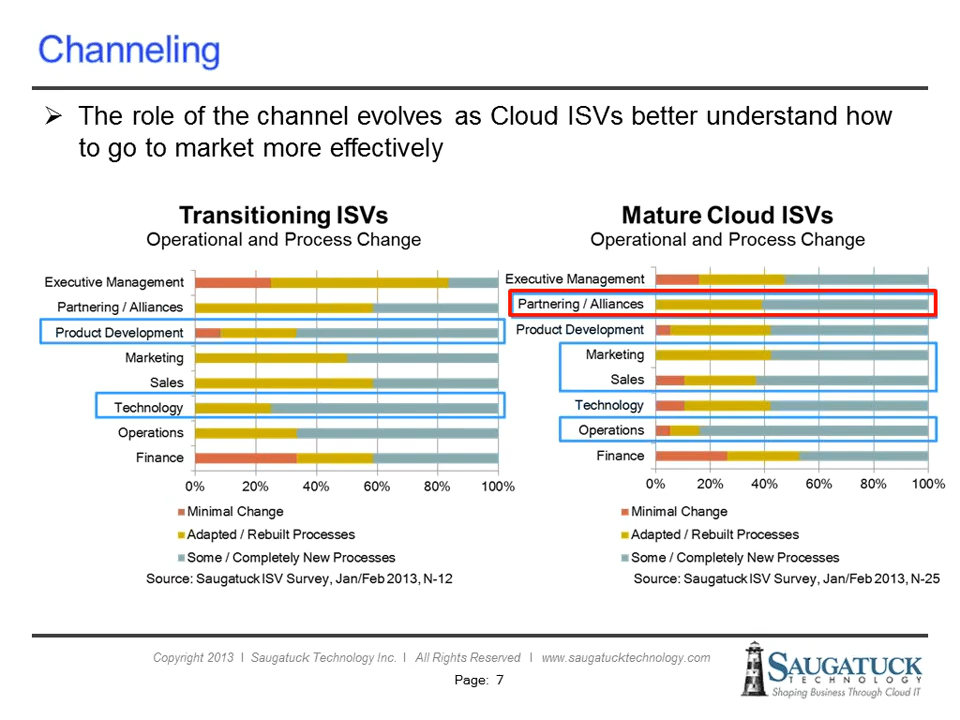 Channeling
➢ The role of the channel evolves as Cloud ISVs better understand how
to go to market more effectively
Transitioning ISVs
Operational and Process Change
Executive Management
Partnering / Alliances
Product Development
Marketing
Sales
Technology
Operations
Finance
0% 20% 40% 60% 80% 100%
Minimal Change
Adapted / Rebuilt Processes
Some / Completely New Processes
Source: Saugatuck ISV Survey, Jan/Feb 2013, N-12
Mature Cloud ISVs
Operational and Process Change
Executive Management
Partnering / Alliances
Product Development
Marketing
Sales
Technology
Operations
Finance
0% 20% 40% 60% 80% 100%
Minimal Change
Adapted / Rebuilt Processes
Some / Completely New Processes
Source: Saugatuck ISV Survey, Jan/Feb 2013, N-25
Copyright 2013 l Saugatuck Technology Inc. l All Rights Reserved l www.saugatucktechnology.com
Page: 7
SAUGATUCK
TECHNOLOGY
Shaping Business Through Cloud IT